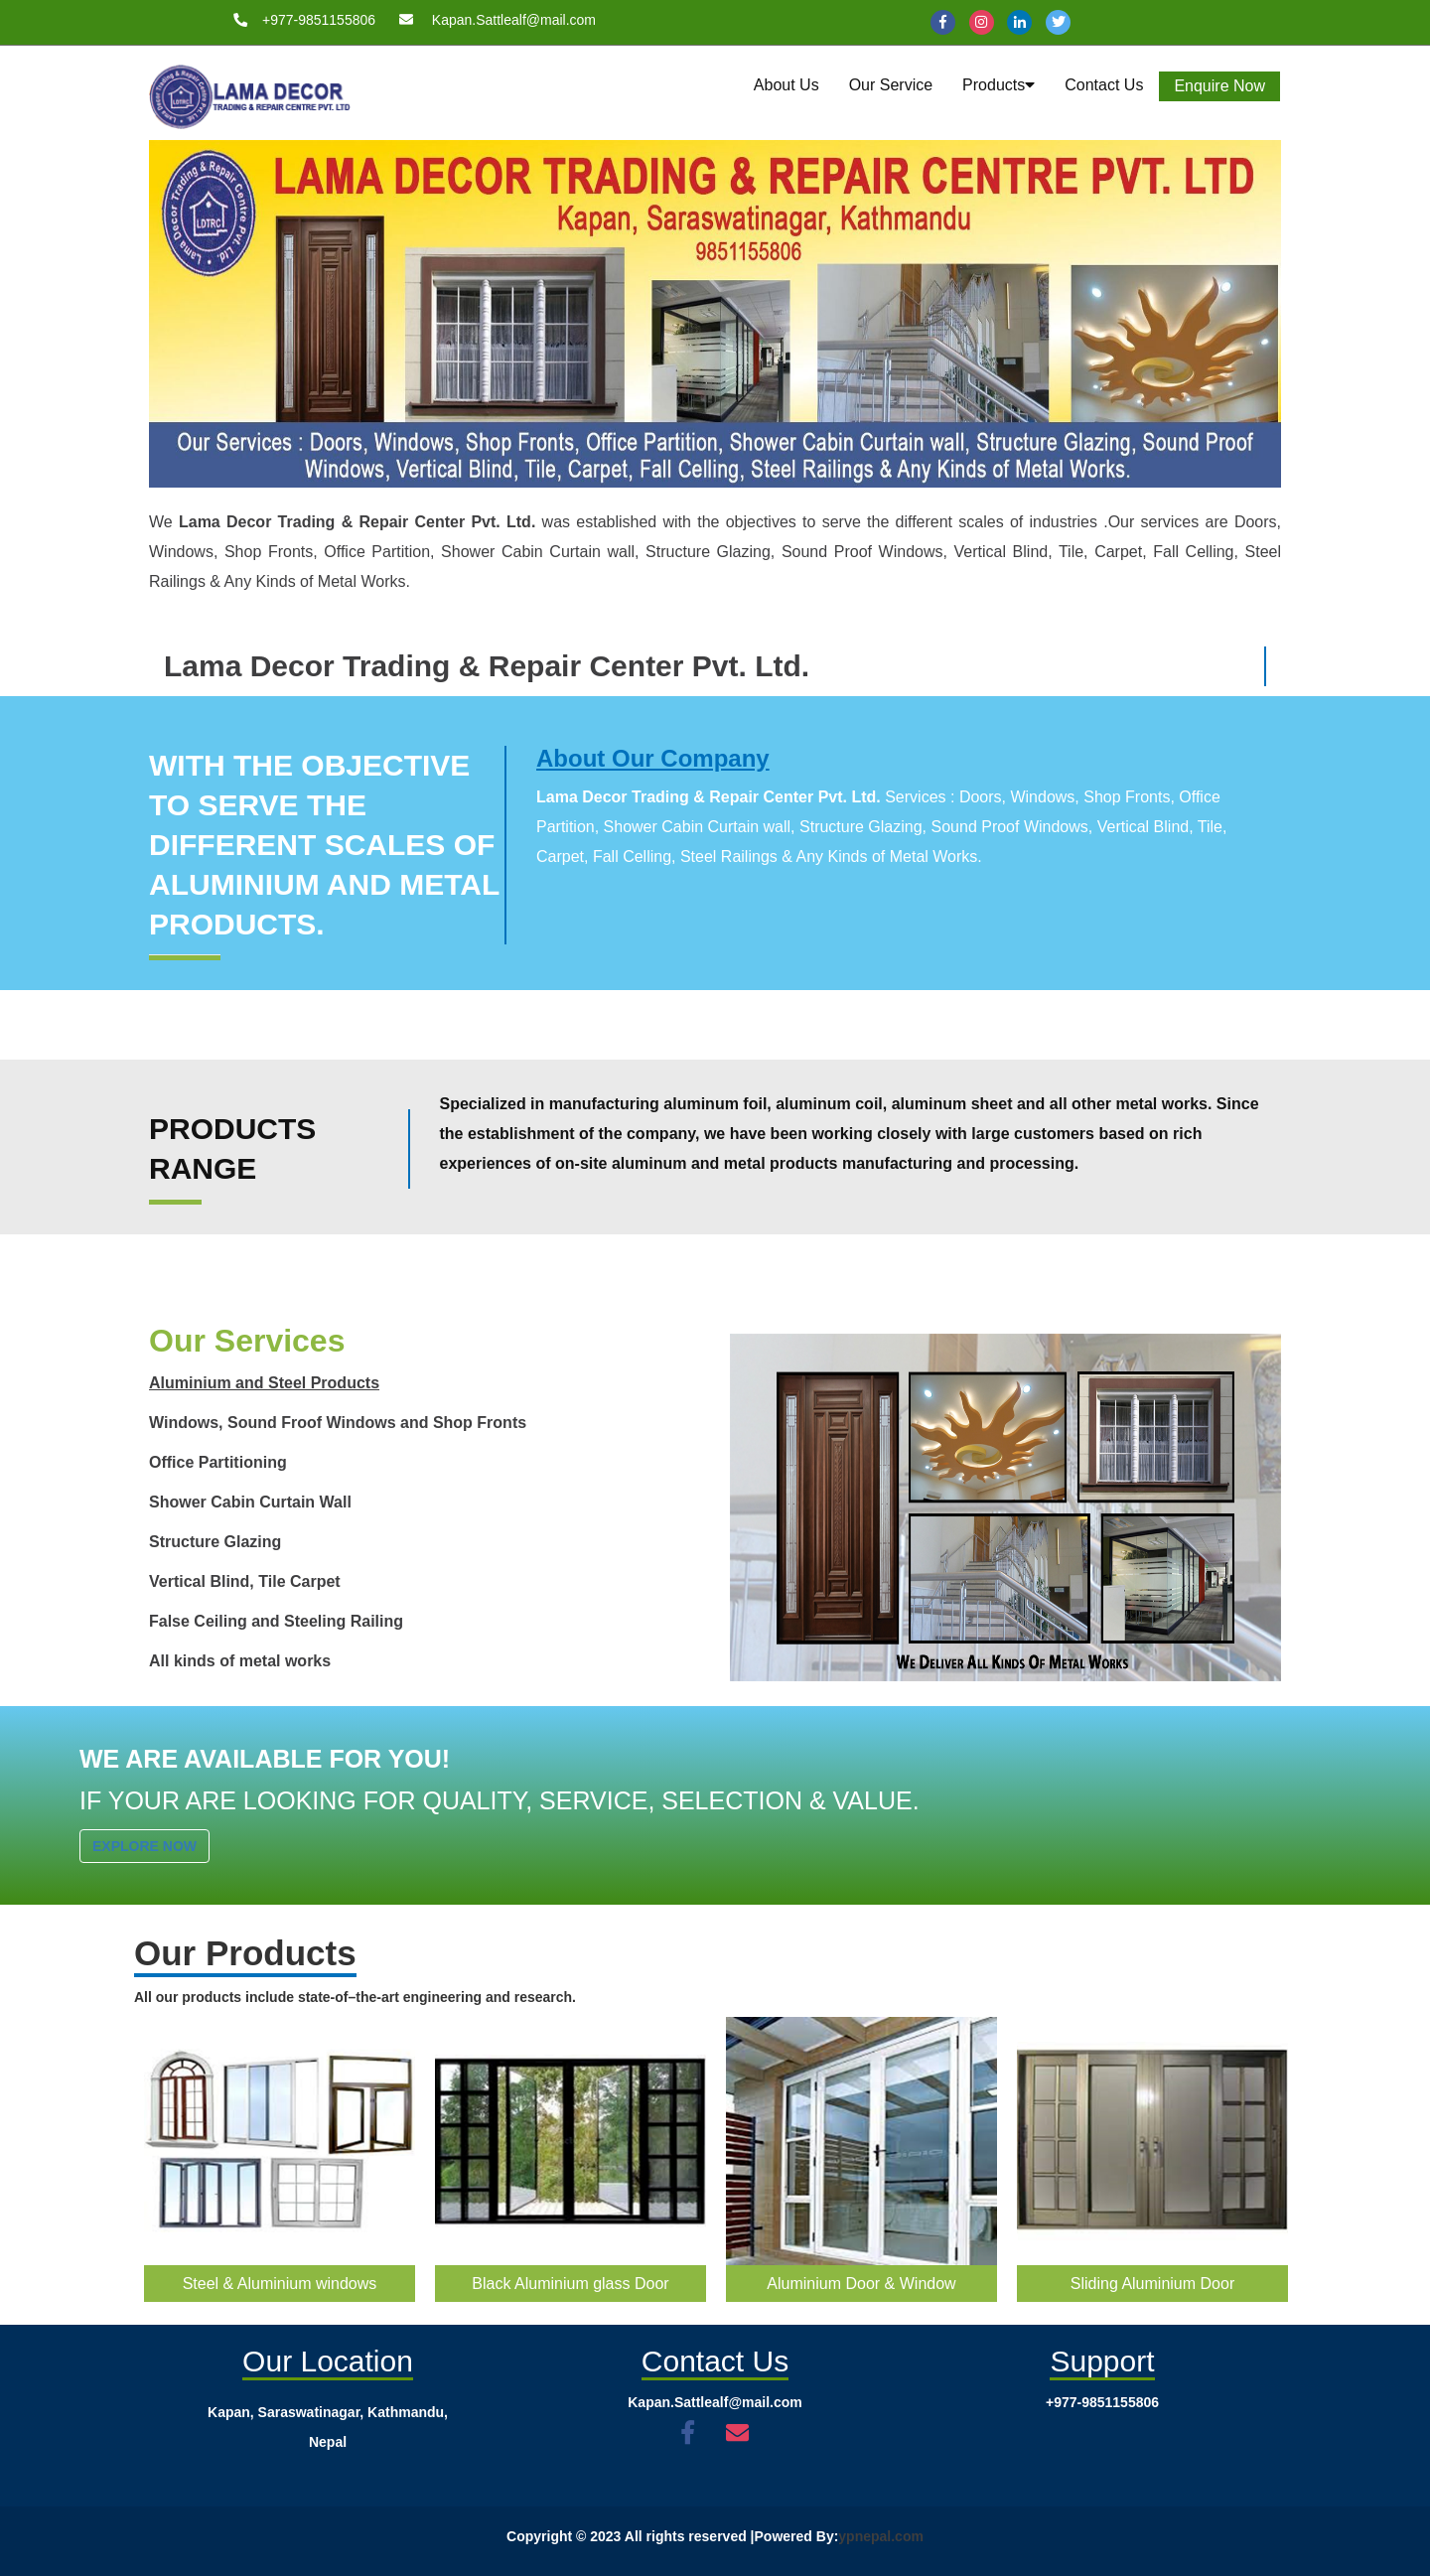 +977-9851155806 Kapan.Sattlealf@mail.com
LAMA DECOR
TRADING & REPAIR CENTRE PVT. LTD
About Us Our Service Products Contact Us Enquire Now
Lama Decor Trading & Repair Centre Pvt. Ltd.
LDTRC
LAMA DECOR TRADING & REPAIR CENTRE PVT. LTD
Kapan, Saraswatinagar, Kathmandu
9851155806
Our Services : Doors, Windows, Shop Fronts, Office Partition, Shower Cabin Curtain wall, Structure Glazing, Sound Proof
Windows, Vertical Blind, Tile, Carpet, Fall Celling, Steel Railings & Any Kinds of Metal Works.
We Lama Decor Trading & Repair Center Pvt. Ltd. was established with the objectives to serve the different scales of industries .Our services are Doors,
Windows, Shop Fronts, Office Partition, Shower Cabin Curtain wall, Structure Glazing, Sound Proof Windows, Vertical Blind, Tile, Carpet, Fall Celling, Steel
Railings & Any Kinds of Metal Works.
Lama Decor Trading & Repair Center Pvt. Ltd.
WITH THE OBJECTIVE
TO SERVE THE
DIFFERENT SCALES OF
ALUMINIUM AND METAL
PRODUCTS.
About Our Company
Lama Decor Trading & Repair Center Pvt. Ltd. Services : Doors, Windows, Shop Fronts, Office
Partition, Shower Cabin Curtain wall, Structure Glazing, Sound Proof Windows, Vertical Blind, Tile,
Carpet, Fall Celling, Steel Railings & Any Kinds of Metal Works.
PRODUCTS
RANGE
Specialized in manufacturing aluminum foil, aluminum coil, aluminum sheet and all other metal works. Since
the establishment of the company, we have been working closely with large customers based on rich
experiences of on-site aluminum and metal products manufacturing and processing.
Our Services
Aluminium and Steel Products
Windows, Sound Froof Windows and Shop Fronts
Office Partitioning
Shower Cabin Curtain Wall
Structure Glazing
Vertical Blind, Tile Carpet
False Ceiling and Steeling Railing
All kinds of metal works
We Deliver All Kinds Of Metal Works
WE ARE AVAILABLE FOR YOU!
IF YOUR ARE LOOKING FOR QUALITY, SERVICE, SELECTION & VALUE.
EXPLORE NOW
Our Products
All our products include state-of–the-art engineering and research.
Steel & Aluminium windows
Black Aluminium glass Door
Aluminium Door & Window
Sliding Aluminium Door
Our Location
Kapan, Saraswatinagar, Kathmandu,
Nepal
Contact Us
Kapan.Sattlealf@mail.com
Support
+977-9851155806
Copyright © 2023 All rights reserved |Powered By:ypnepal.com